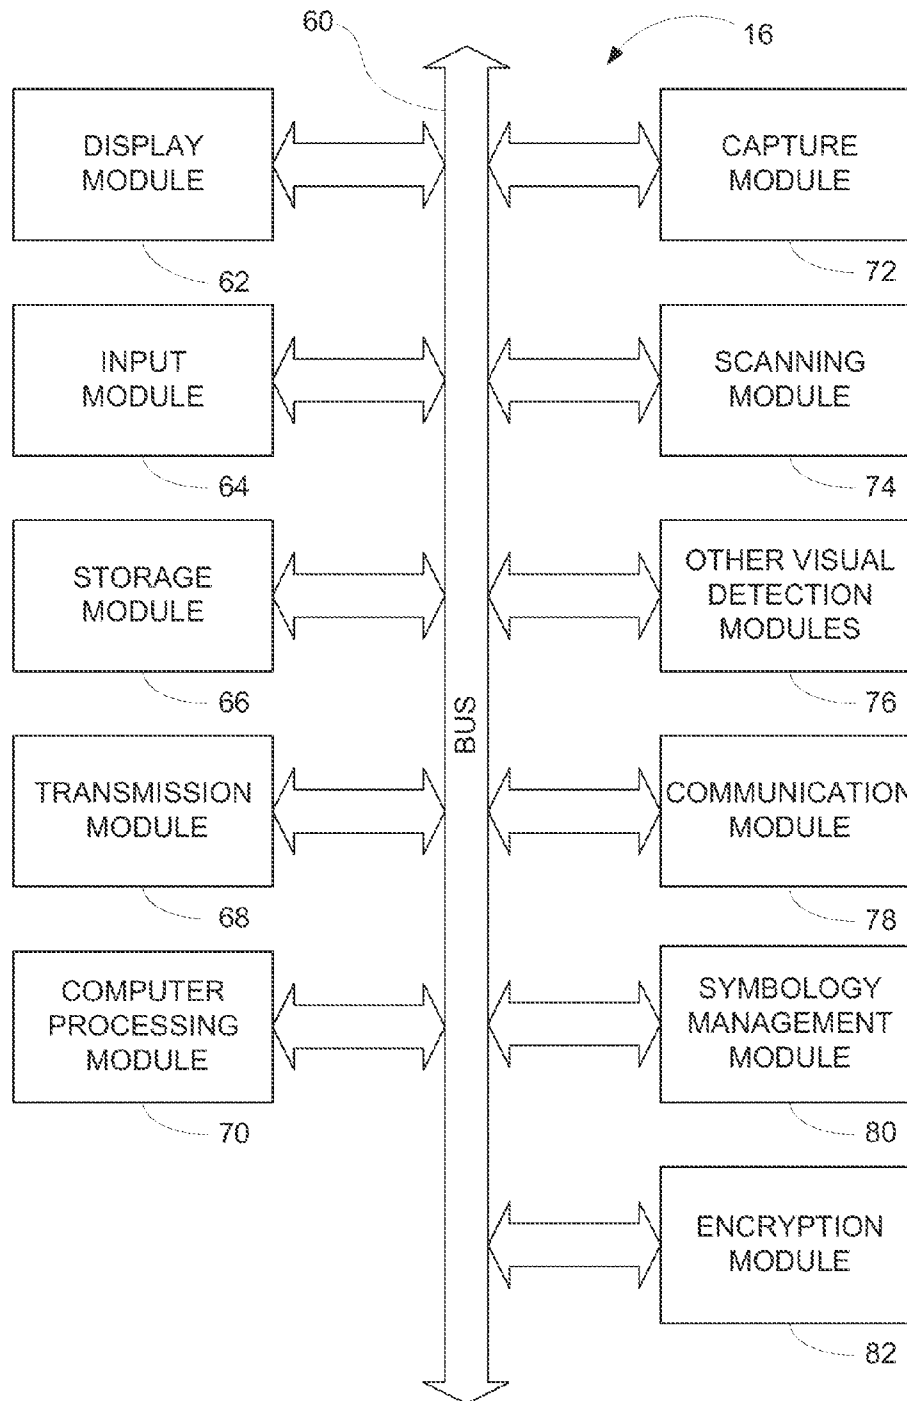 60
16
DISPLAY
MODULE
62
CAPTURE
MODULE
72
INPUT
MODULE
64
SCANNING
MODULE
74
STORAGE
MODULE
66
OTHER VISUAL
DETECTION
MODULES
76
BUS
TRANSMISSION
MODULE
68
COMMUNICATION
MODULE
78
COMPUTER
PROCESSING
MODULE
70
SYMBOLOGY
MANAGEMENT
MODULE
80
ENCRYPTION
MODULE
82